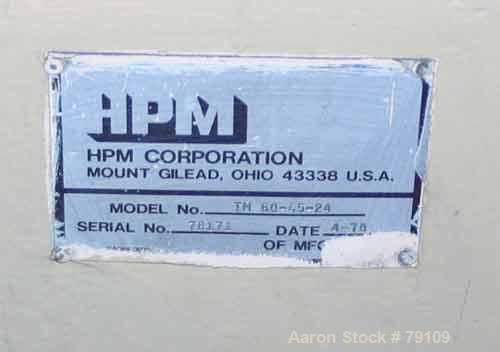 HPM
HPM CORPORATION
MOUNT GILEAD, OHIO 43338 U.S.A.
MODEL No. TM 60-45-24
SERIAL No. 78171 DATE 4-78
OF MFG
Aaron Stock # 79109